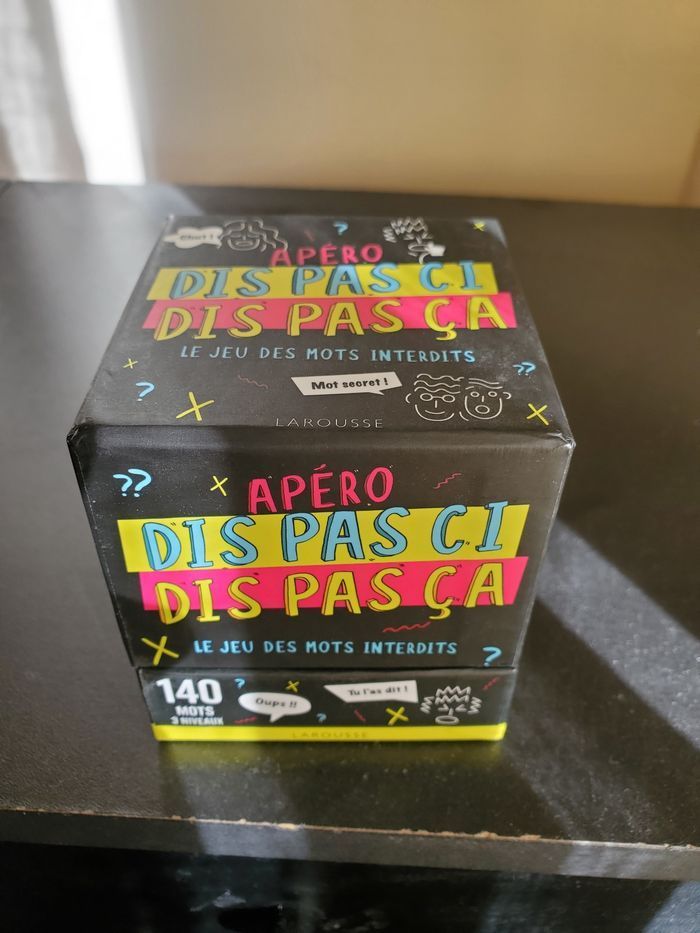 Chut !
APÉRO
DIS PAS CI
DIS PAS ÇA
LE JEU DES MOTS INTERDITS
Mot secret !
LAROUSSE
??
APÉRO
DIS PAS CI
DIS PAS ÇA
LE JEU DES MOTS INTERDITS
140
MOTS
3 NIVEAUX
Oups !!
Tu l'as dit !
LAROUSSE